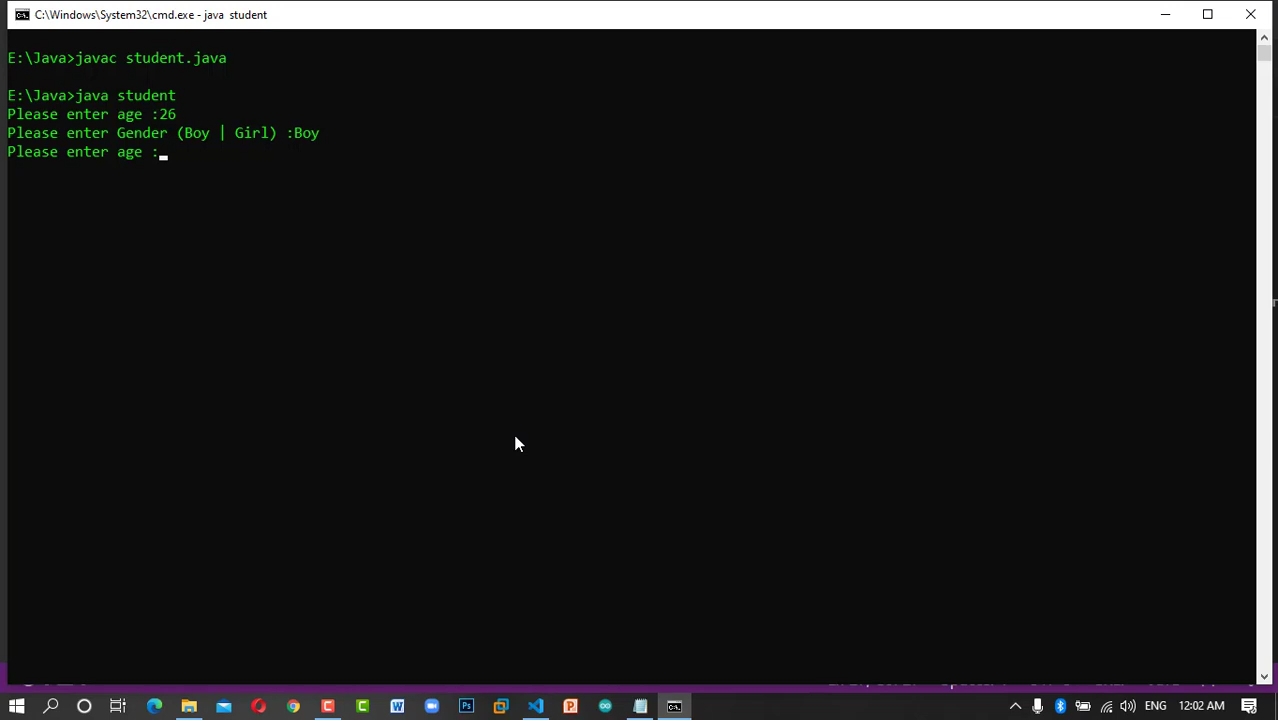 C:\Windows\System32\cmd.exe - java  student
E:\Java>javac student.java
E:\Java>java student
Please enter age :26
Please enter Gender (Boy | Girl) :Boy
Please enter age :
ENG
12:02 AM